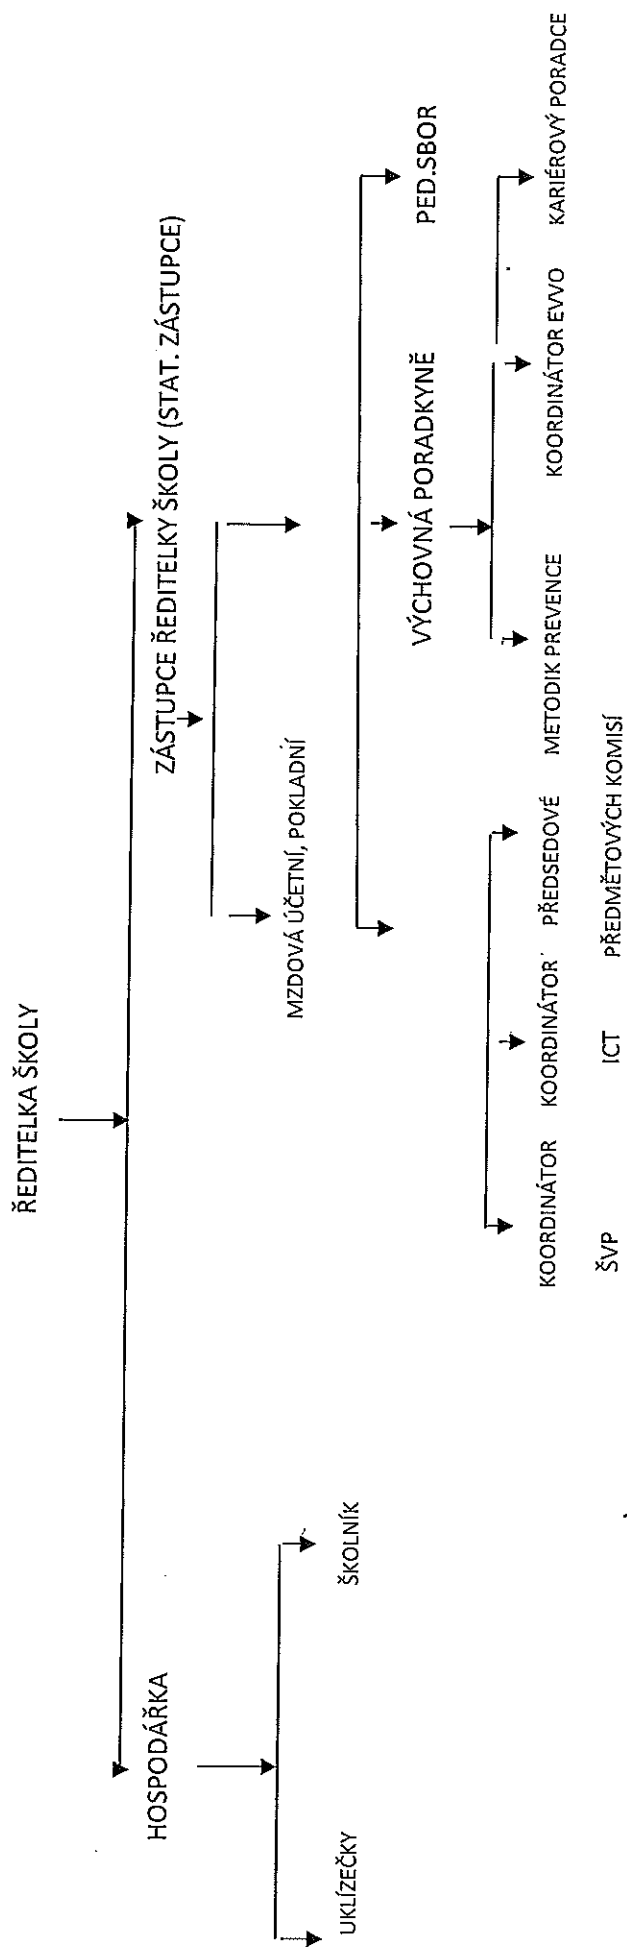 ŘEDITELKA ŠKOLY
HOSPODÁŘKA
ZÁSTUPCE ŘEDITELKY ŠKOLY (STAT. ZÁSTUPCE)
MZDOVÁ ÚČETNÍ, POKLADNÍ
UKLÍZEČKY
ŠKOLNÍK
VÝCHOVNÁ PORADKYNĚ
PED.SBOR
KOORDINÁTOR KOORDINÁTOR PŘEDSEDOVÉ METODIK PREVENCE KOORDINÁTOR EVVO KARIÉROVÝ PORADCE
ŠVP ICT PŘEDMĚTOVÝCH KOMISÍ